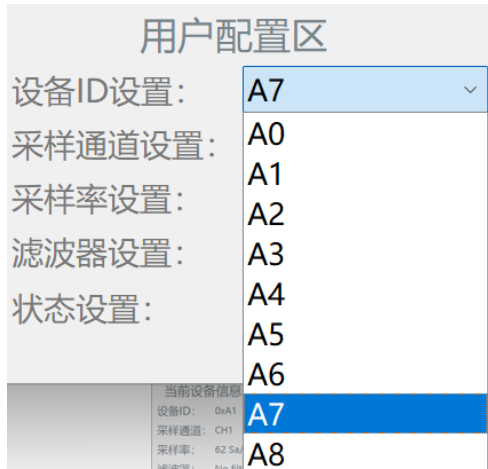 用户配置区
设备ID设置： A7
采样通道设置：
采样率设置：
滤波器设置：
状态设置：
A0
A1
A2
A3
A4
A5
A6
A7
A8
当前设备信息
设备ID： 0xA1
采样通道： CH1
采样率： 62 Sa/